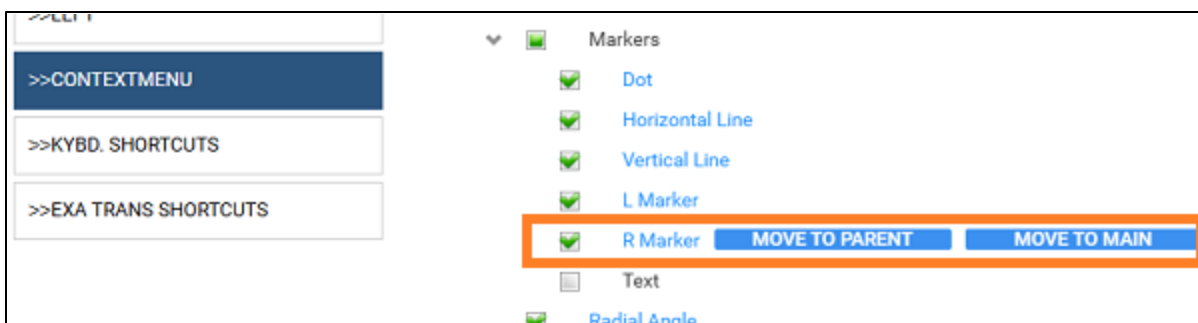 >>LEFT
>>CONTEXTMENU
>>KYBD. SHORTCUTS
>>EXA TRANS SHORTCUTS
Markers
Dot
Horizontal Line
Vertical Line
L Marker
R Marker MOVE TO PARENT MOVE TO MAIN
Text
Radial Angle